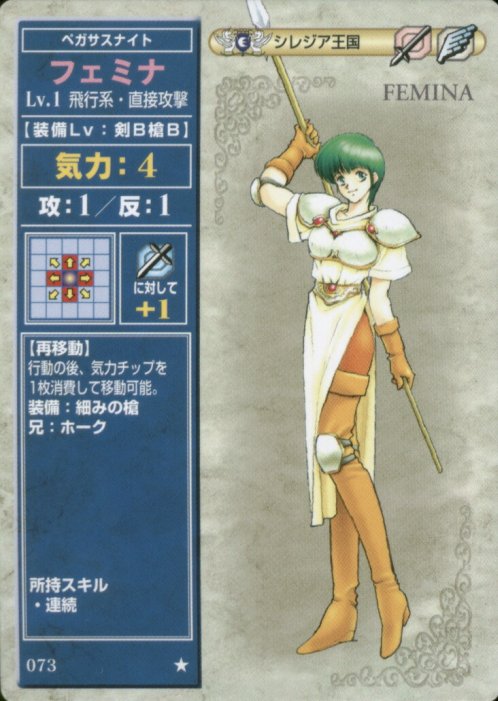 ペガサスナイト
フェミナ
Lv.1 飛行系・直接攻撃
【装備Lv：剣B槍B】
気力：4
攻：1／反：1
に対して
+1
【再移動】
行動の後、気力チップを
1枚消費して移動可能。
装備：細みの槍
兄：ホーク
所持スキル
・連続
073 ★
シレジア王国
FEMINA